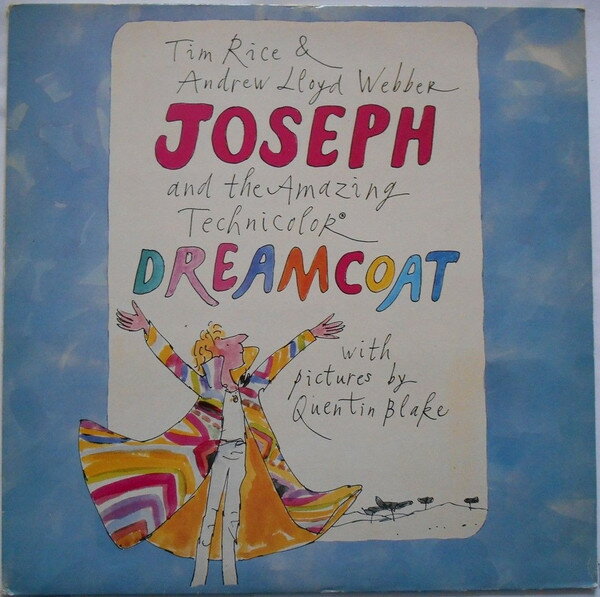 Tim Rice &
Andrew Lloyd Webber
JOSEPH
and the Amazing
Technicolor®
DREAMCOAT
with
pictures by
Quentin Blake